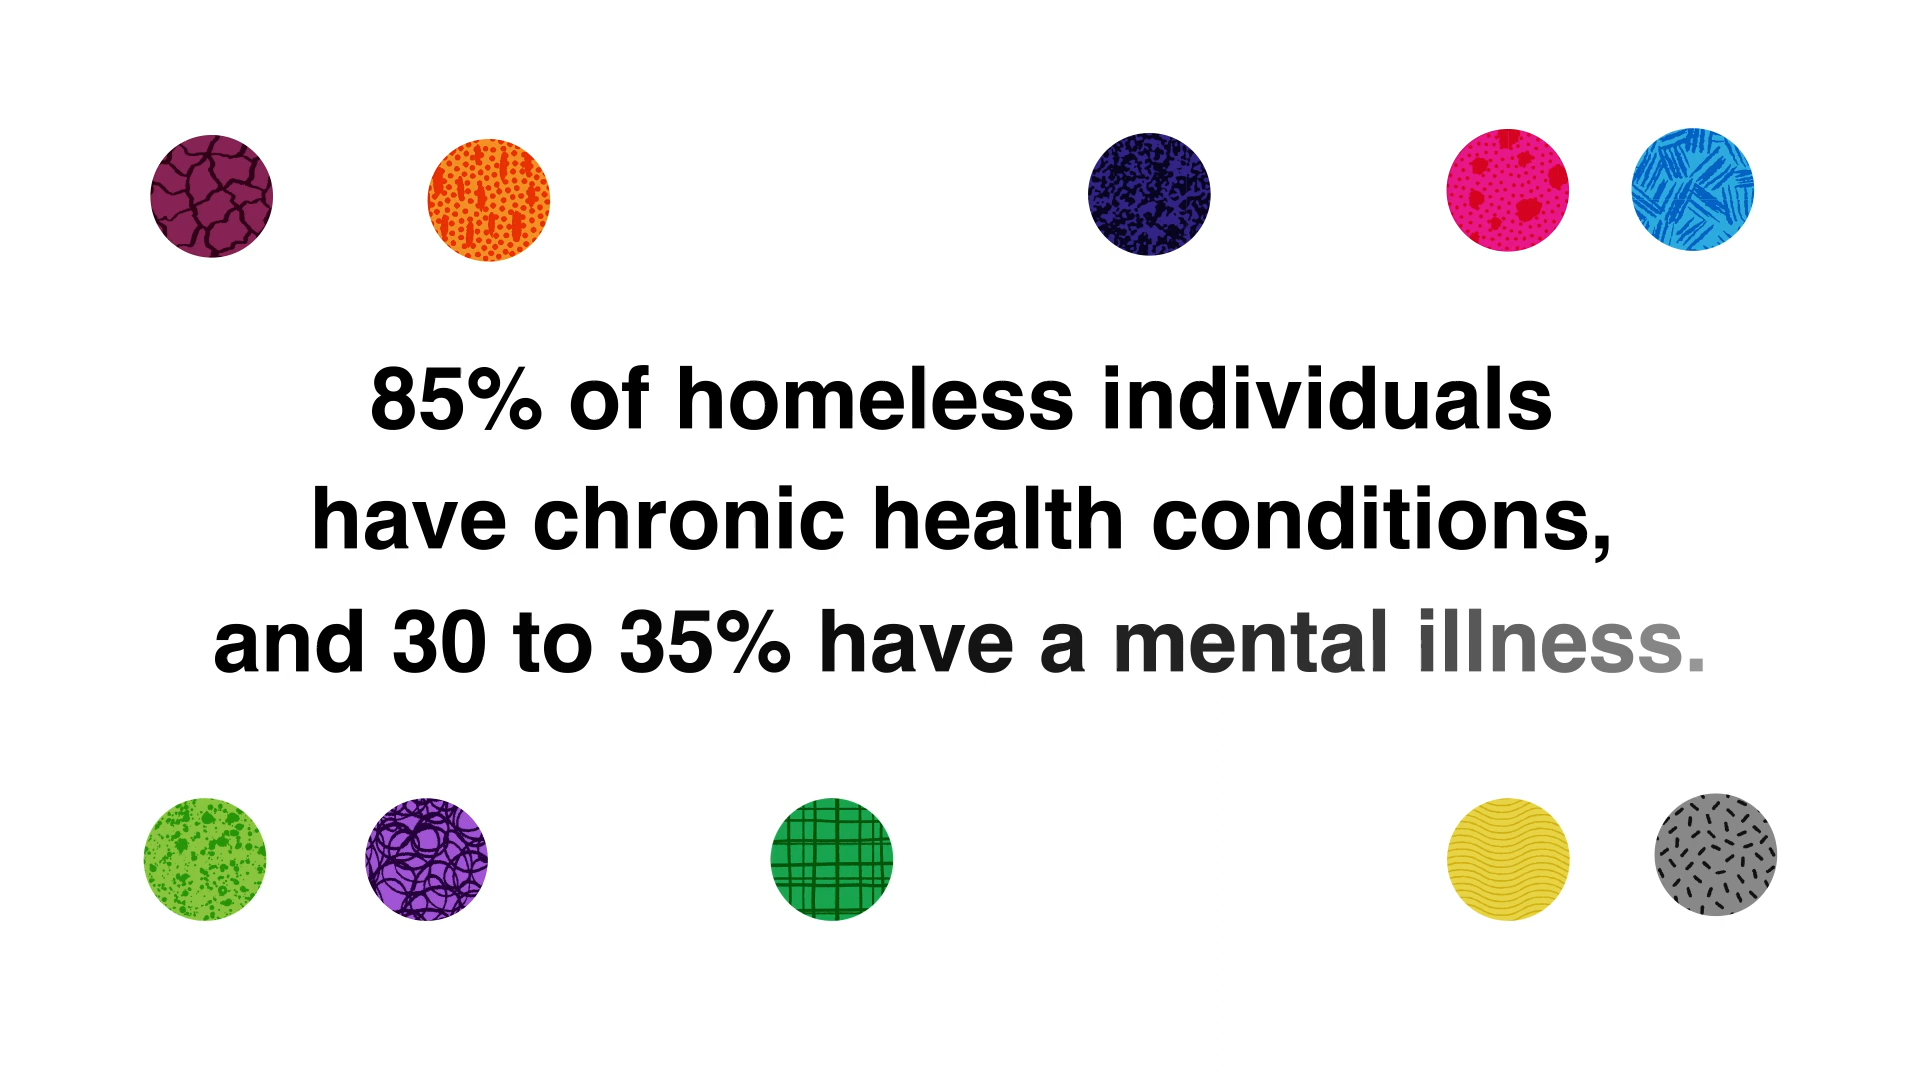 85% of homeless individuals
have chronic health conditions,
and 30 to 35% have a mental illness.